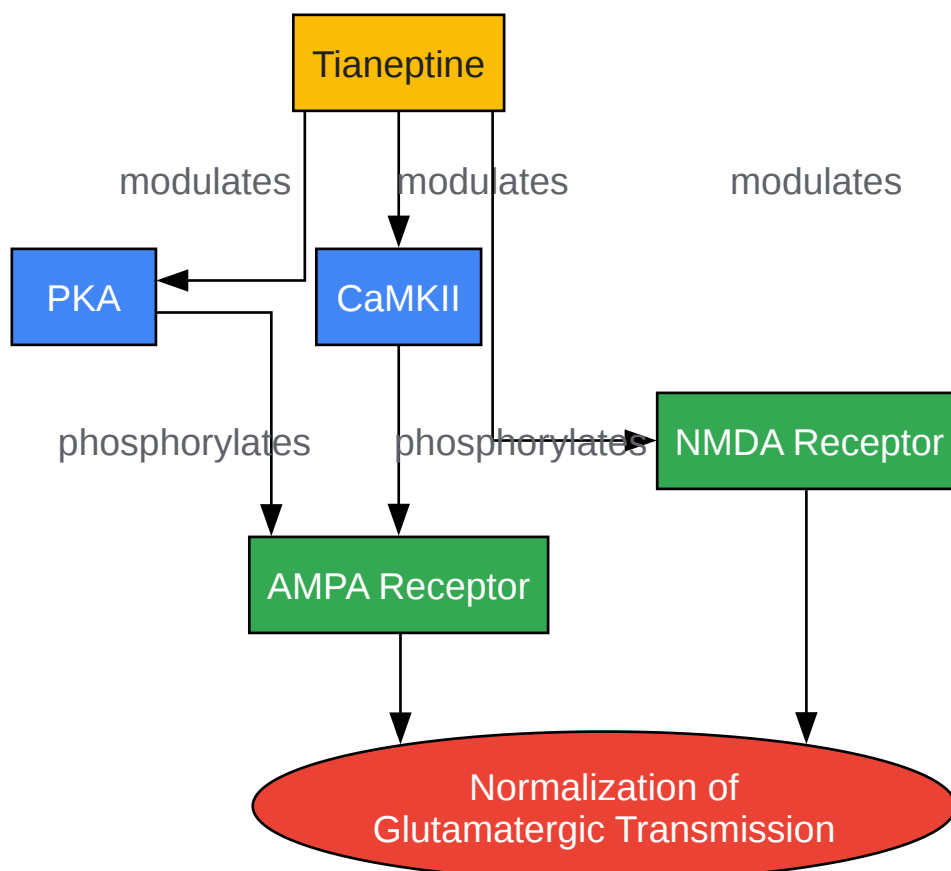 Tianeptine
modulates
modulates
modulates
PKA
CaMKII
phosphorylates
phosphorylates
NMDA Receptor
AMPA Receptor
Normalization of
Glutamatergic Transmission